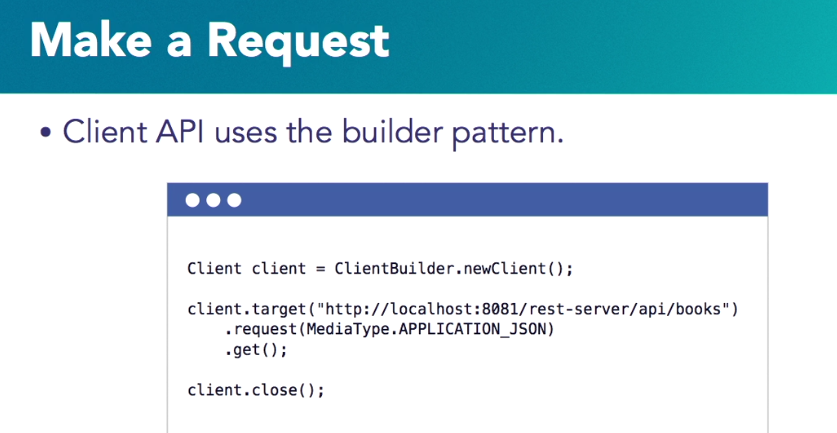 Make a Request
• Client API uses the builder pattern.
Client client = ClientBuilder.newClient();
client.target("http://localhost:8081/rest-server/api/books")
    .request(MediaType.APPLICATION_JSON)
    .get();
client.close();